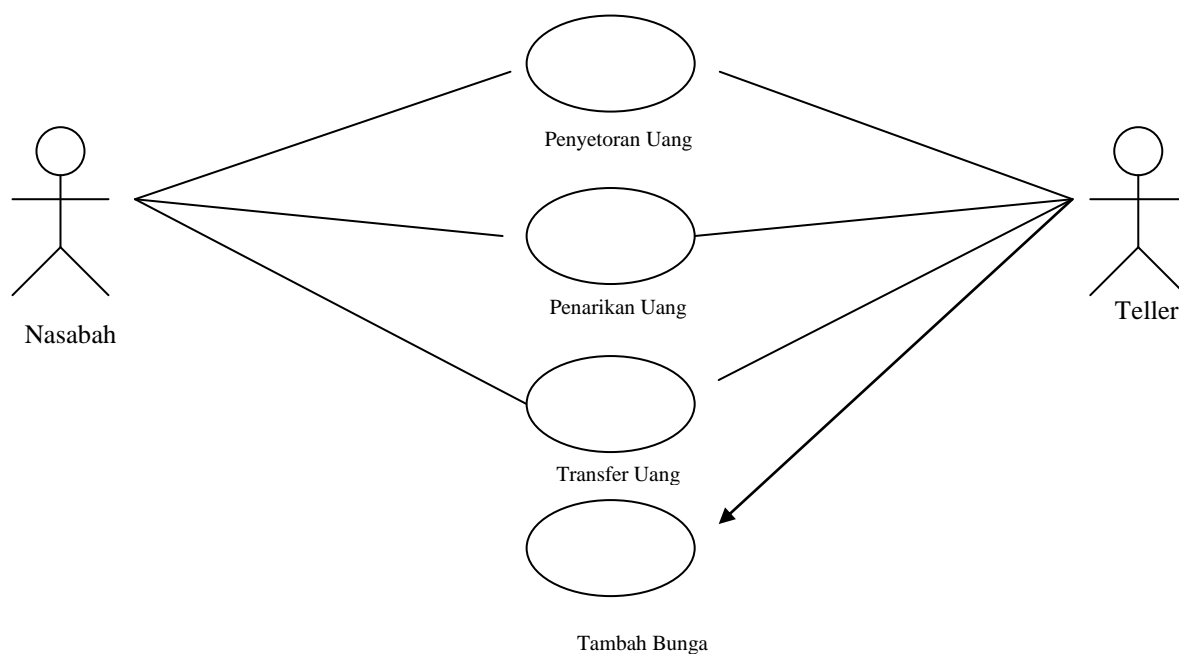 Penyetoran Uang
Penarikan Uang
Nasabah
Teller
Transfer Uang
Tambah Bunga